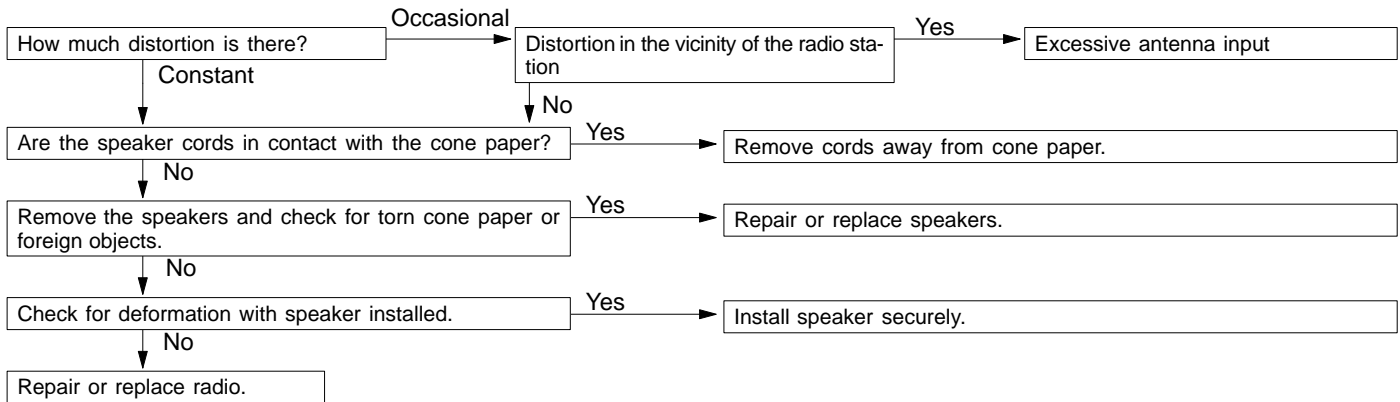 Occasional
How much distortion is there?
Distortion in the vicinity of the radio sta-
tion
Yes
Excessive antenna input
Constant
No
Are the speaker cords in contact with the cone paper?
Yes
Remove cords away from cone paper.
No
Remove the speakers and check for torn cone paper or
foreign objects.
Yes
Repair or replace speakers.
No
Check for deformation with speaker installed.
Yes
Install speaker securely.
No
Repair or replace radio.